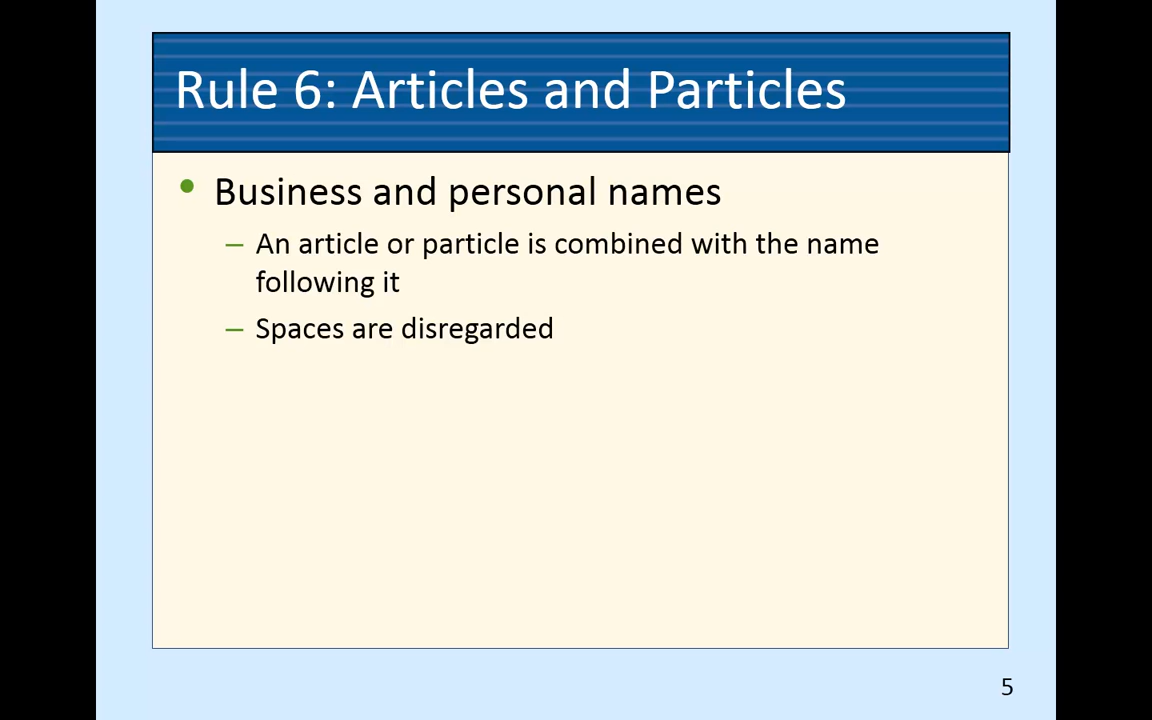 Rule 6: Articles and Particles
• Business and personal names
– An article or particle is combined with the name
following it
– Spaces are disregarded
5